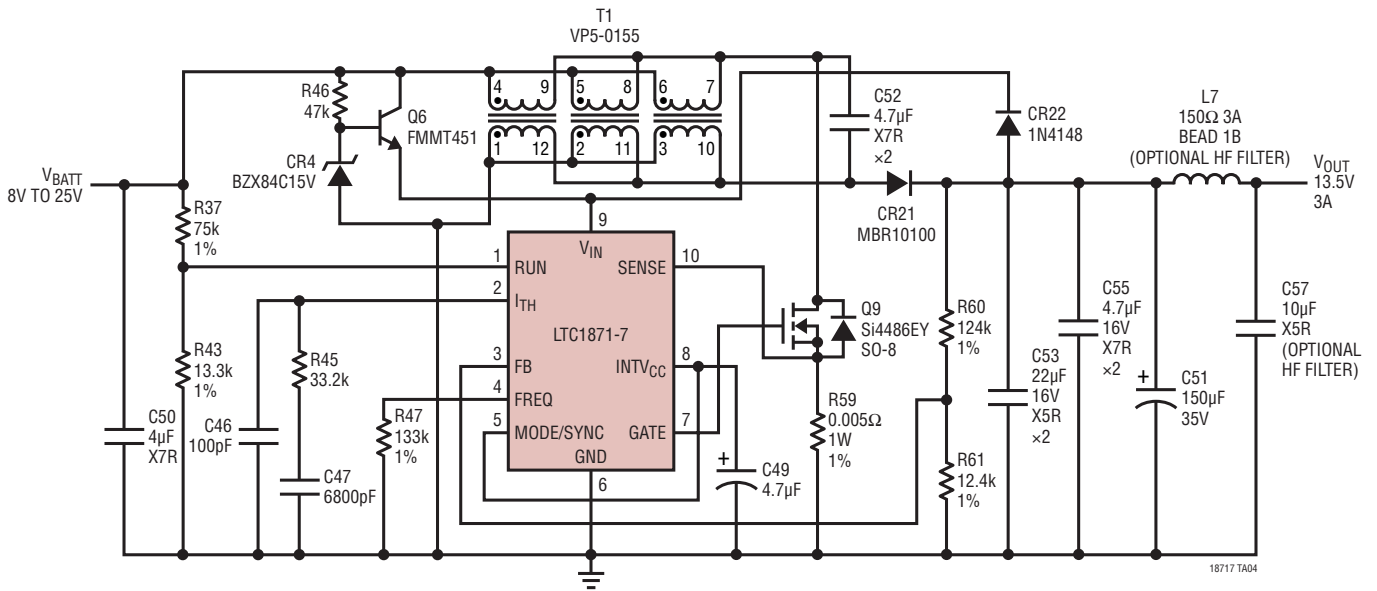 T1
VP5-0155
4
9
5
8
6
7
1
12
2
11
3
10
R46
47k
Q6
FMMT451
CR4
BZX84C15V
C52
4.7µF
X7R
×2
CR22
1N4148
L7
150Ω 3A
BEAD 1B
(OPTIONAL HF FILTER)
VBATT
8V TO 25V
VOUT
13.5V
3A
CR21
MBR10100
R37
75k
1%
9
VIN
1
RUN
SENSE
10
2
ITH
LTC1871-7
3
FB
INTVCC
8
4
FREQ
5
MODE/SYNC
GATE
7
GND
6
Q9
Si4486EY
SO-8
R60
124k
1%
C55
4.7µF
16V
X7R
×2
C57
10µF
X5R
(OPTIONAL
HF FILTER)
R43
13.3k
1%
R45
33.2k
C53
22µF
16V
X5R
×2
+
C51
150µF
35V
C50
4µF
X7R
C46
100pF
R47
133k
1%
R59
0.005Ω
1W
1%
C47
6800pF
+
C49
4.7µF
R61
12.4k
1%
18717 TA04